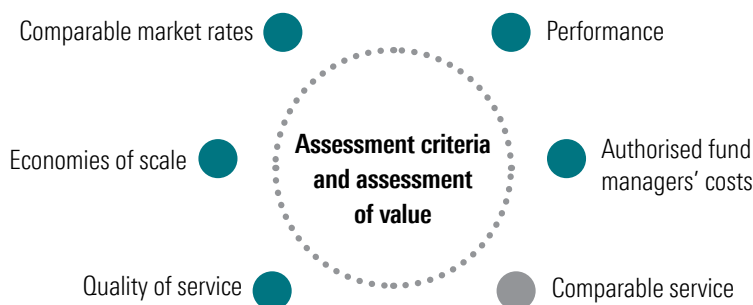 Comparable market rates
Performance
Economies of scale
Assessment criteria
and assessment
of value
Authorised fund
managers’ costs
Quality of service
Comparable service